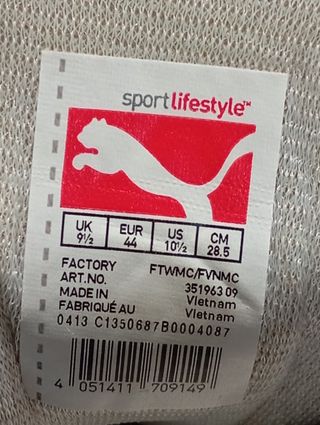 sportlifestyle™
UK EUR US CM
9½ 44 10½ 28.5
FACTORY FTWMC/FVNMC
ART.NO. 351963 09
MADE IN Vietnam
FABRIQUÉ AU Vietnam
0413 C1350687B0004087
4 051411 709149